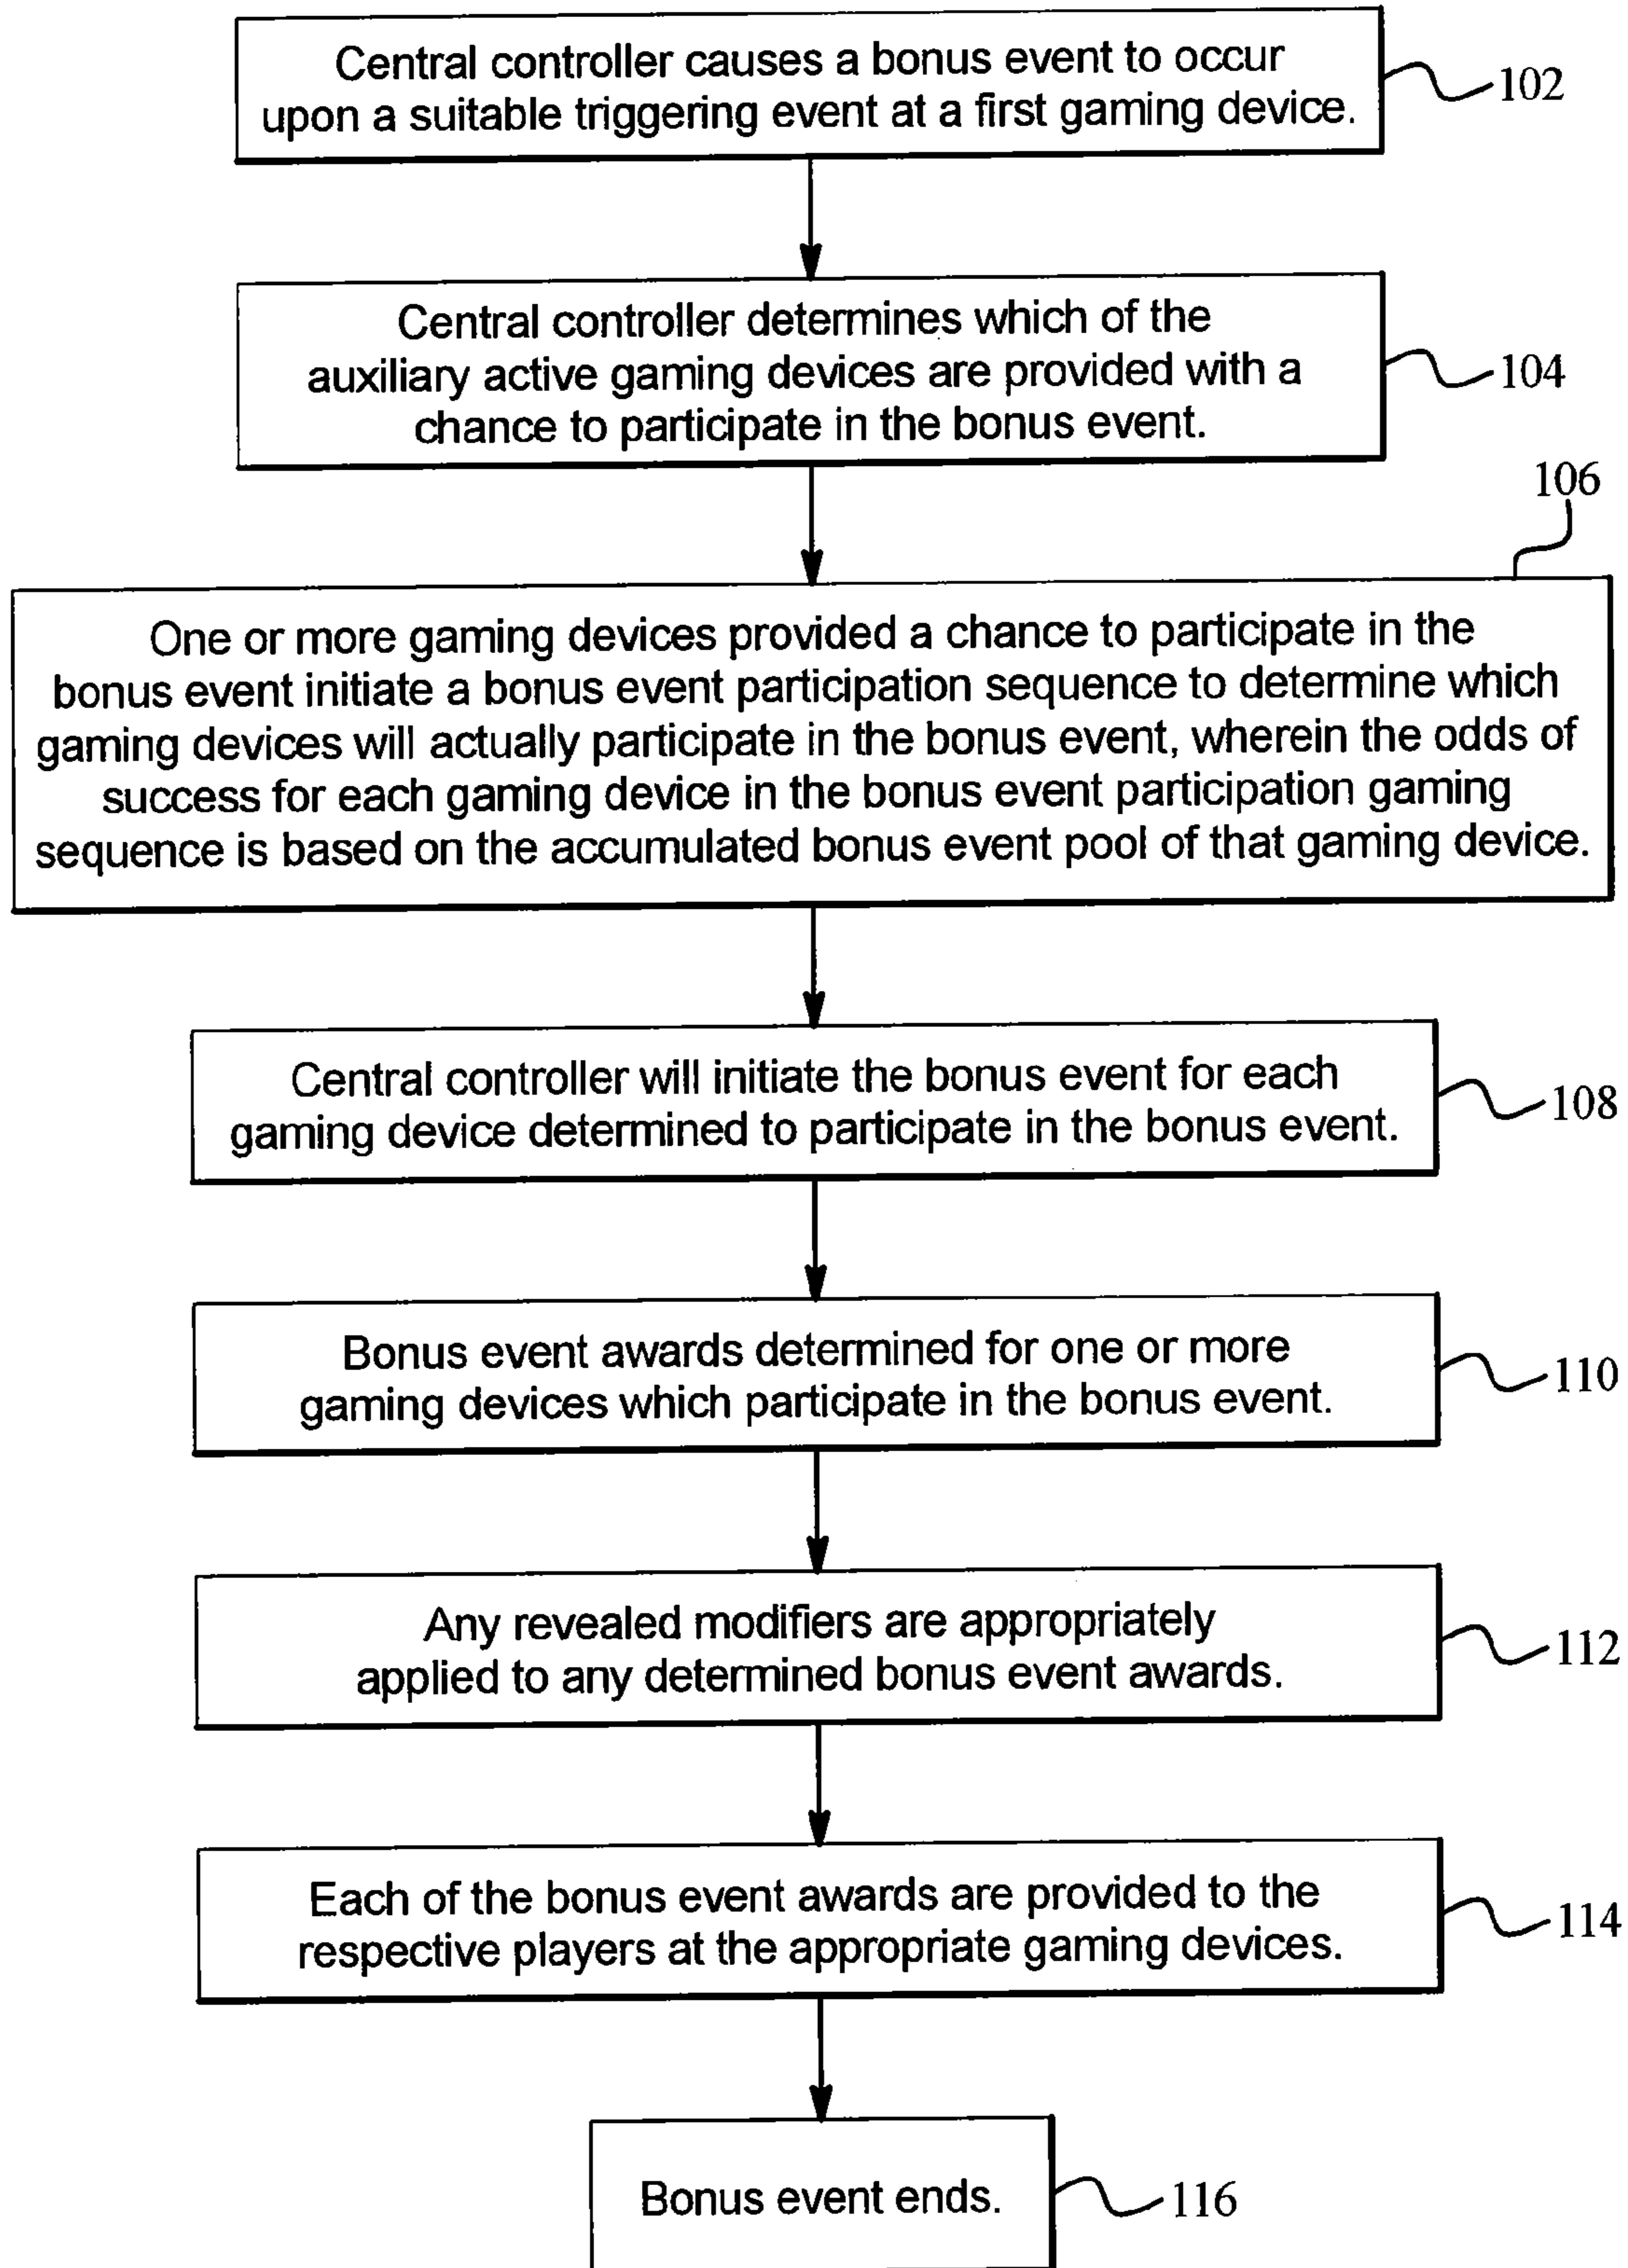 Central controller causes a bonus event to occur
upon a suitable triggering event at a first gaming device.
102
Central controller determines which of the
auxiliary active gaming devices are provided with a
chance to participate in the bonus event.
104
106
One or more gaming devices provided a chance to participate in the
bonus event initiate a bonus event participation sequence to determine which
gaming devices will actually participate in the bonus event, wherein the odds of
success for each gaming device in the bonus event participation gaming
sequence is based on the accumulated bonus event pool of that gaming device.
Central controller will initiate the bonus event for each
gaming device determined to participate in the bonus event.
108
Bonus event awards determined for one or more
gaming devices which participate in the bonus event.
110
Any revealed modifiers are appropriately
applied to any determined bonus event awards.
112
Each of the bonus event awards are provided to the
respective players at the appropriate gaming devices.
114
Bonus event ends.
116